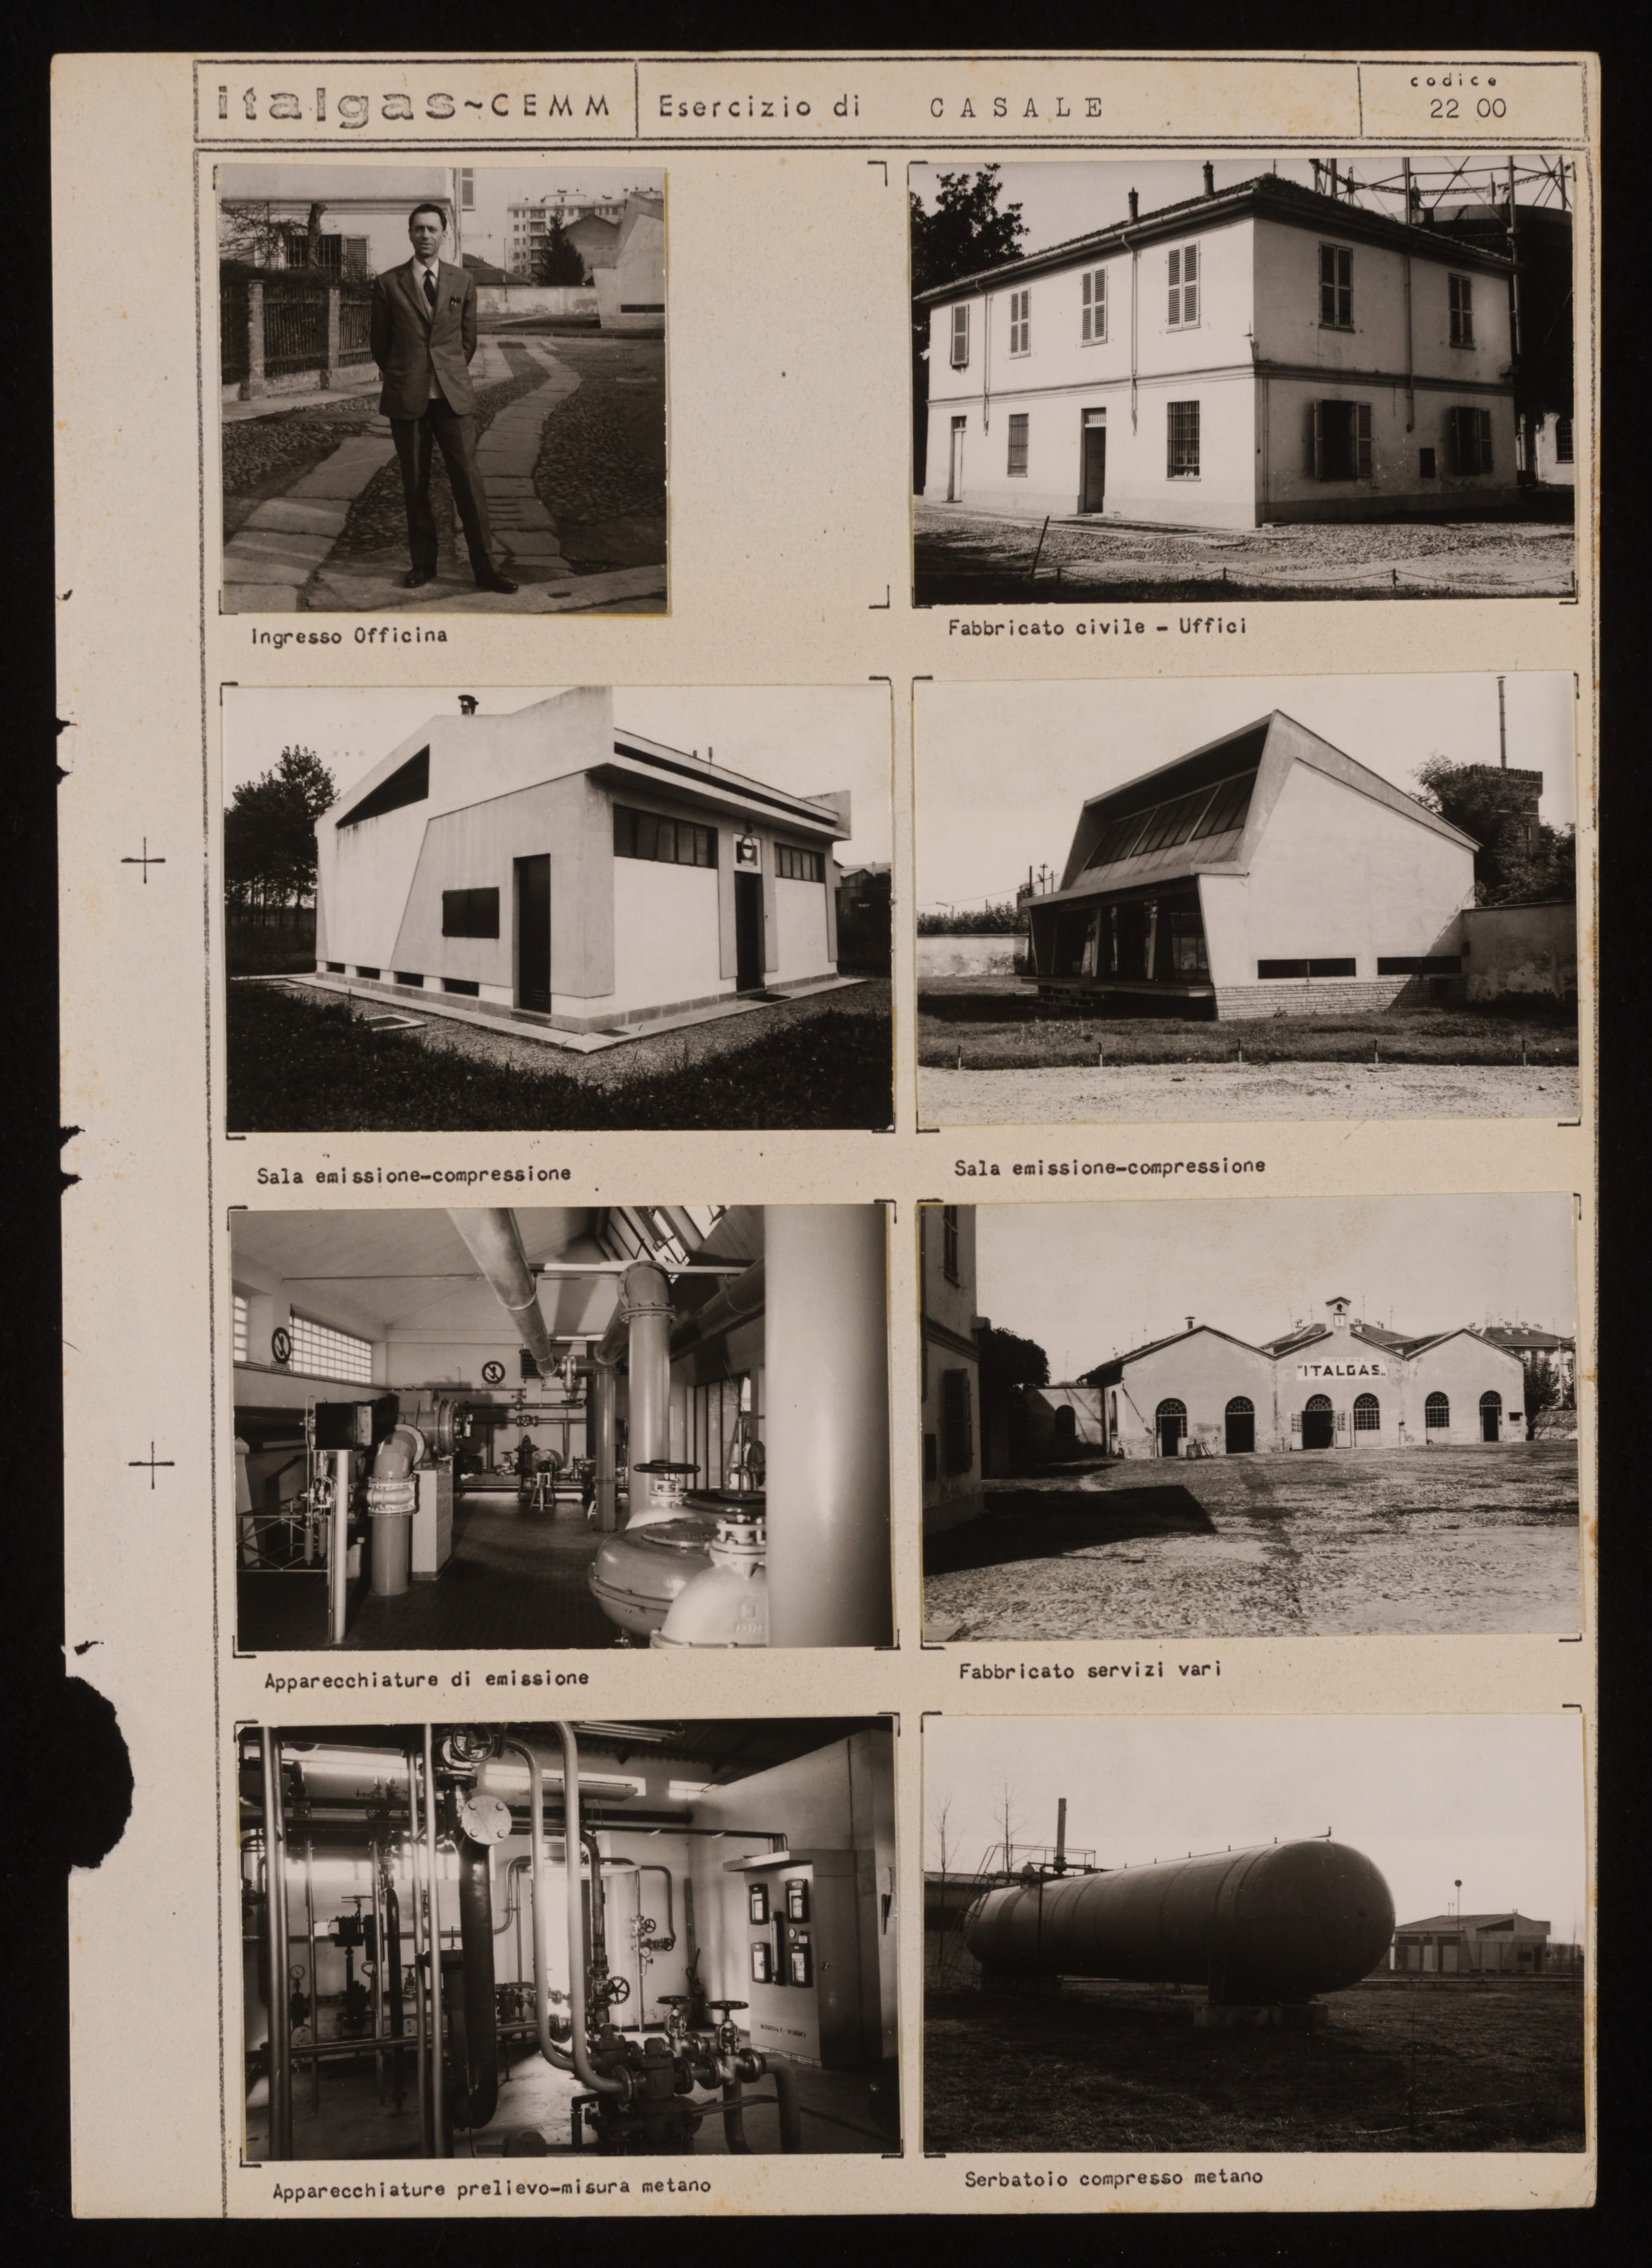 italgas~CEMM
Esercizio di CASALE
codice
22 00
Ingresso Officina
Fabbricato civile - Uffici
Sala emissione-compressione
Sala emissione-compressione
"ITALGAS"
Apparecchiature di emissione
Fabbricato servizi vari
Apparecchiature prelievo-misura metano
Serbatoio compresso metano